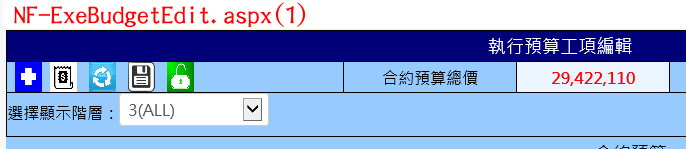 NF-ExeBudgetEdit.aspx(1)
執行預算工項編輯
合約預算總價 29,422,110
選擇顯示階層： 3(ALL)